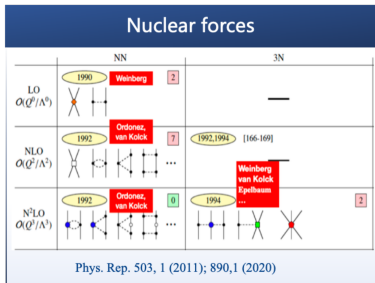 Nuclear forces
NN 3N
LO
O(Q⁰/Λ⁰)
1990 Weinberg 2
NLO
O(Q²/Λ²)
1992 Ordonez,
van Kolck 7
...
1992,1994 [166-169]
Weinberg
van Kolck
Epelbaum
...
N²LO
O(Q³/Λ³)
1992 Ordonez,
van Kolck 0
...
1994 2
Phys. Rep. 503, 1 (2011); 890,1 (2020)